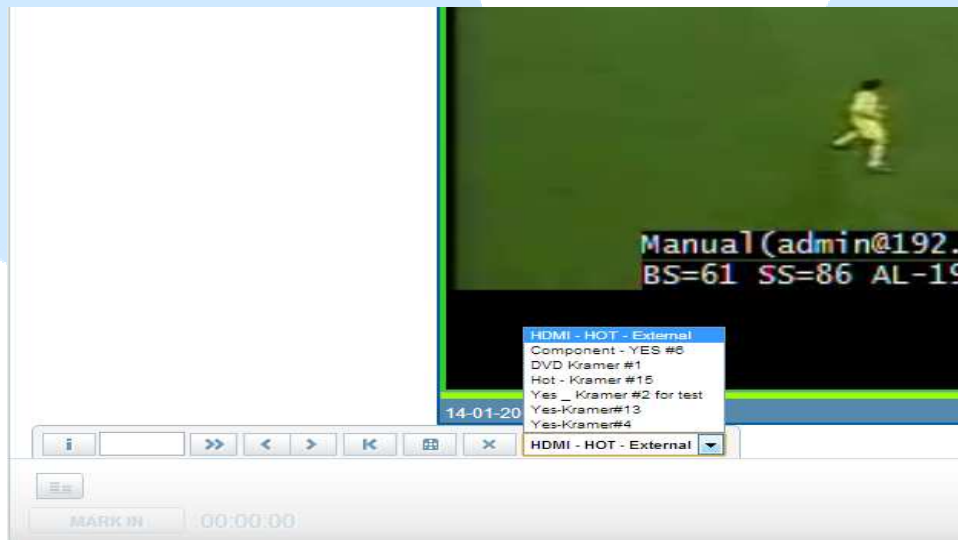 Manual(admin@192.
BS=61 SS=86 AL-19
HDMI - HOT - External
Component - YES #6
DVD Kramer #1
Hot - Kramer #15
Yes _ Kramer #2 for test
Yes-Kramer#13
Yes-Kramer#4
14-01-20
i >> < > K × HDMI - HOT - External
MARK IN 00:00:00